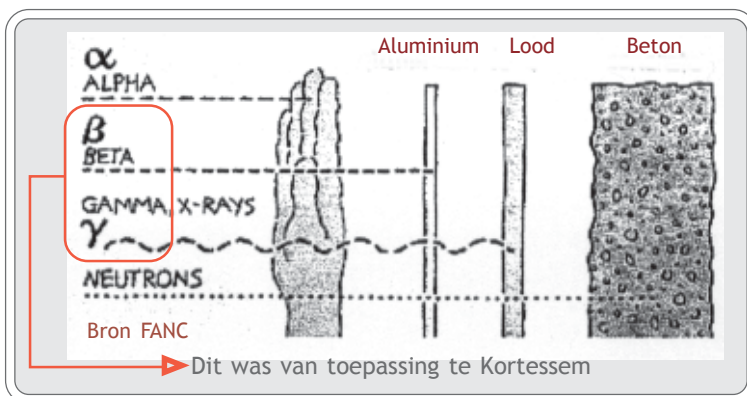 Aluminium Lood Beton
α
ALPHA
β
BETA
GAMMA, X-RAYS
γ
NEUTRONS
Bron FANC
Dit was van toepassing te Kortessem